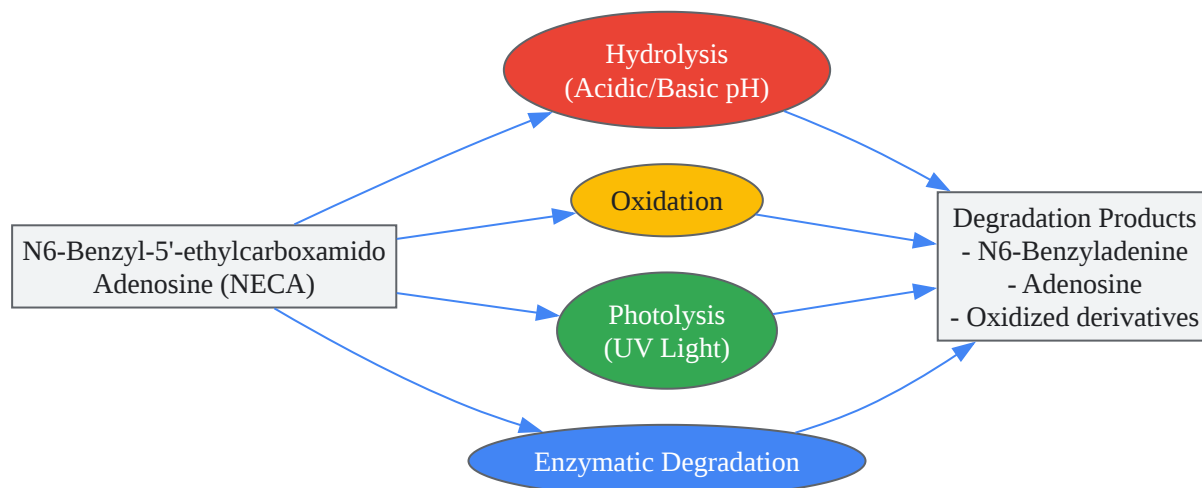 N6-Benzyl-5'-ethylcarboxamido
Adenosine (NECA)
Hydrolysis
(Acidic/Basic pH)
Oxidation
Photolysis
(UV Light)
Enzymatic Degradation
Degradation Products
- N6-Benzyladenine
- Adenosine
- Oxidized derivatives